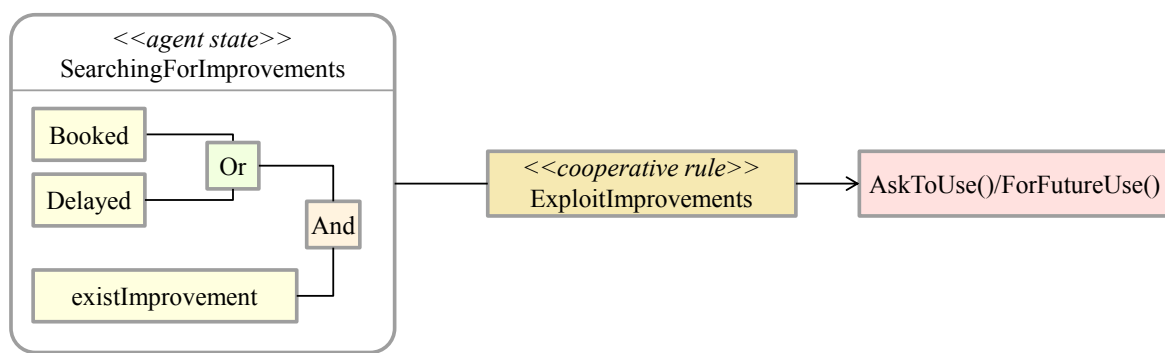 <<agent state>>
SearchingForImprovements
Booked
Or
Delayed
And
existImprovement
<<cooperative rule>>
ExploitImprovements
AskToUse()/ForFutureUse()